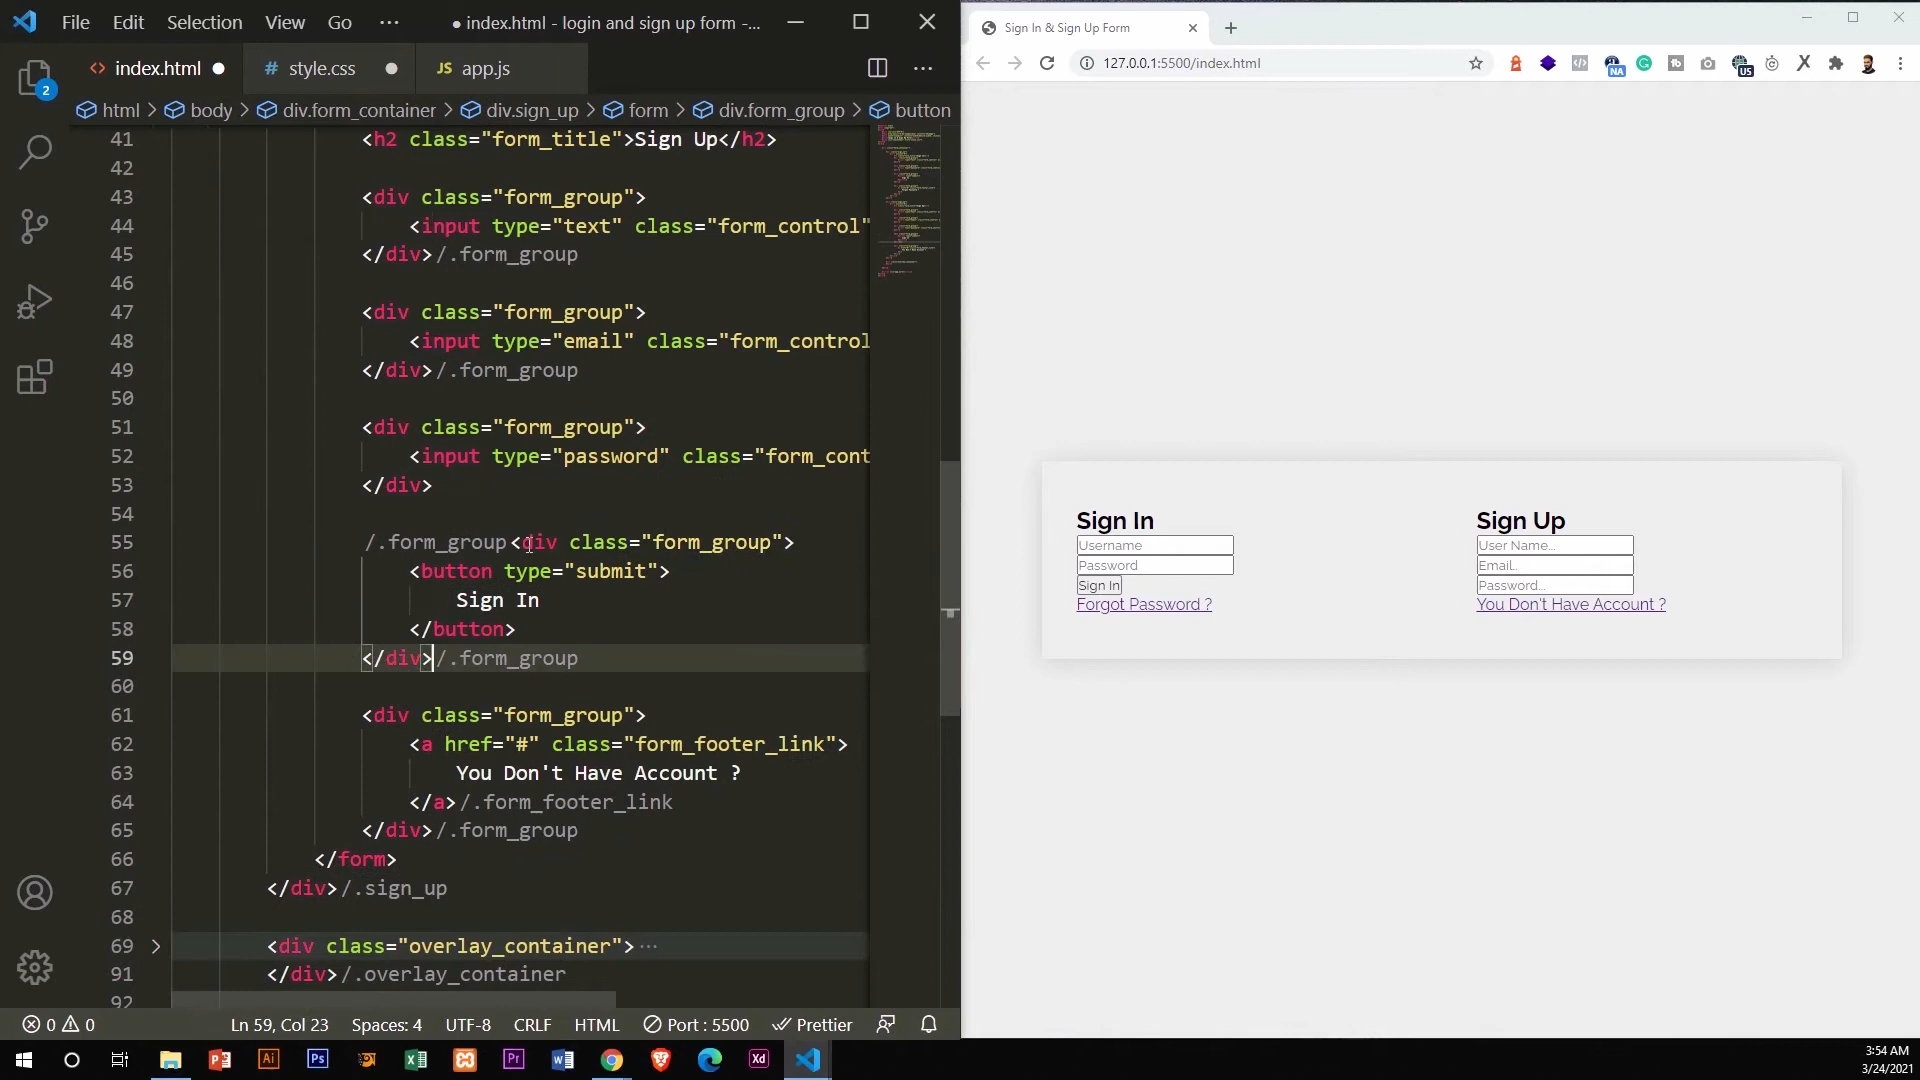 File Edit Selection View Go ··· ● index.html - login and sign up form -...
<> index.html ● # style.css ● JS app.js
html > body > div.form_container > div.sign_up > form > div.form_group > button
41 <h2 class="form_title">Sign Up</h2>
42
43 <div class="form_group">
44 <input type="text" class="form_control"
45 </div>/.form_group
46
47 <div class="form_group">
48 <input type="email" class="form_control
49 </div>/.form_group
50
51 <div class="form_group">
52 <input type="password" class="form_cont
53 </div>
54
55 /.form_group<div class="form_group">
56 <button type="submit">
57 Sign In
58 </button>
59 </div>/.form_group
60
61 <div class="form_group">
62 <a href="#" class="form_footer_link">
63 You Don't Have Account ?
64 </a>/.form_footer_link
65 </div>/.form_group
66 </form>
67 </div>/.sign_up
68
69 > <div class="overlay_container">···
91 </div>/.overlay_container
92
2
0 0 Ln 59, Col 23 Spaces: 4 UTF-8 CRLF HTML Port : 5500 Prettier
Sign In & Sign Up Form
127.0.0.1:5500/index.html
NA
US
Sign In
Username
Password
Sign In
Forgot Password ?
Sign Up
User Name...
Email..
Password...
You Don't Have Account ?
Ai Ps Pr Xd
3:54 AM
3/24/2021